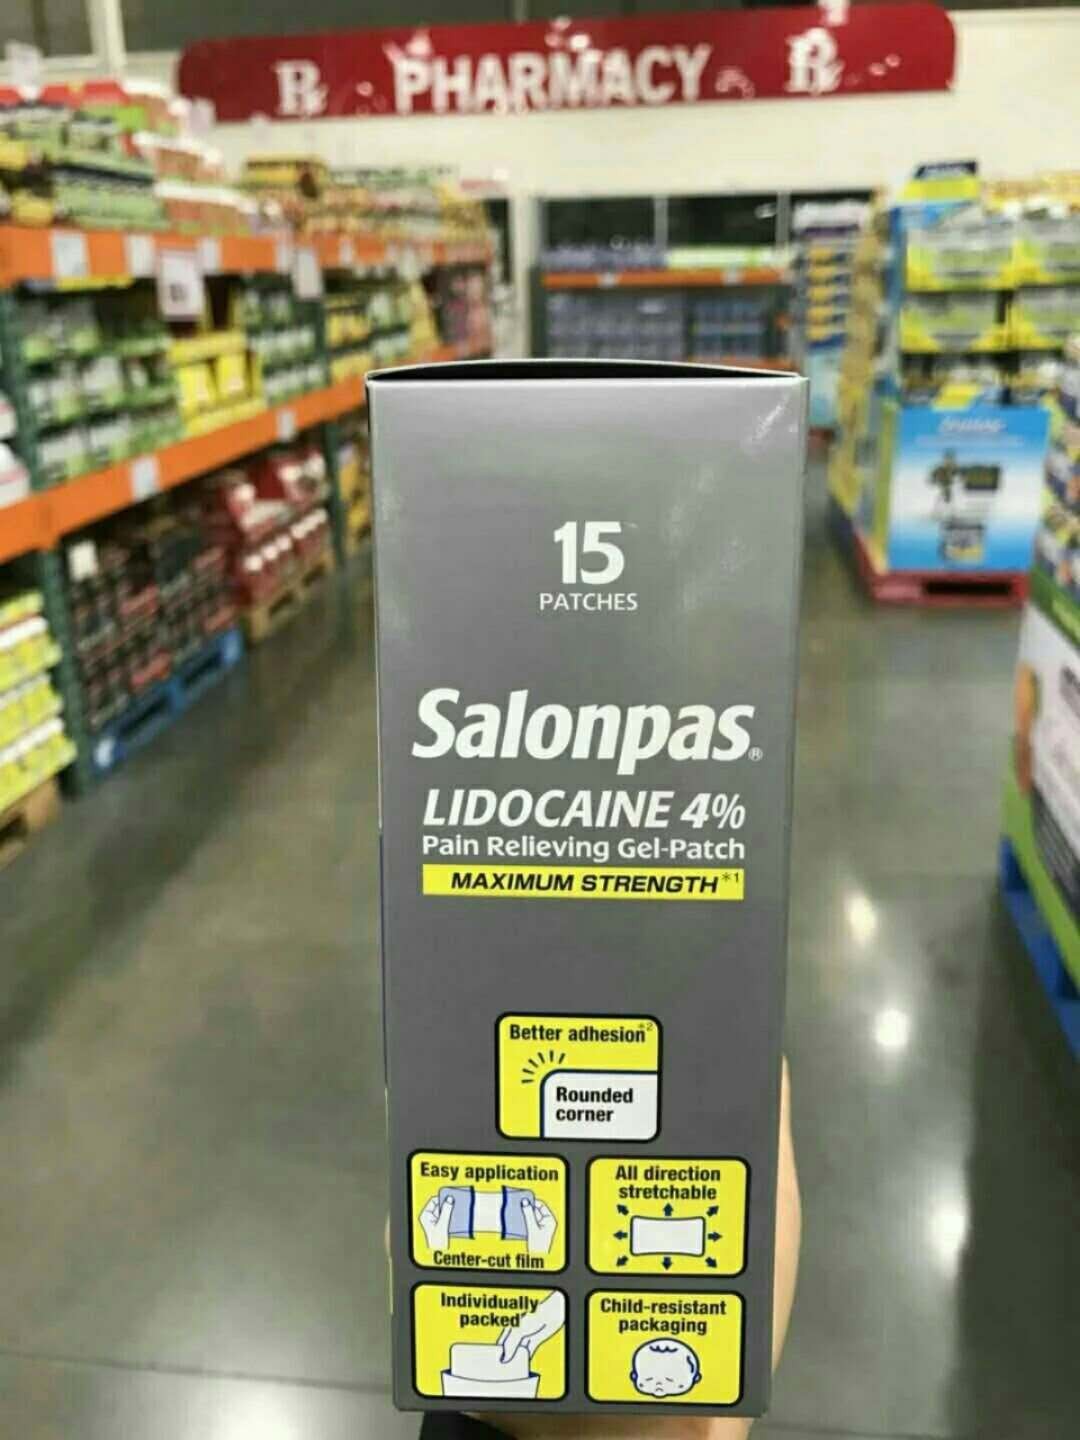 ℞ PHARMACY ℞
15
PATCHES
Salonpas®
LIDOCAINE 4%
Pain Relieving Gel-Patch
MAXIMUM STRENGTH*1
Better adhesion*2
Rounded
corner
Easy application
Center-cut film
All direction
stretchable
Individually
packed
Child-resistant
packaging